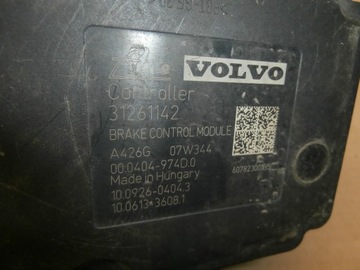 VOLVO
Controller
31261142
BRAKE CONTROL MODULE
A426G 07W344
00.0404-974D.0
Made in Hungary
10.0926-0404.3
10.0613*3608.1